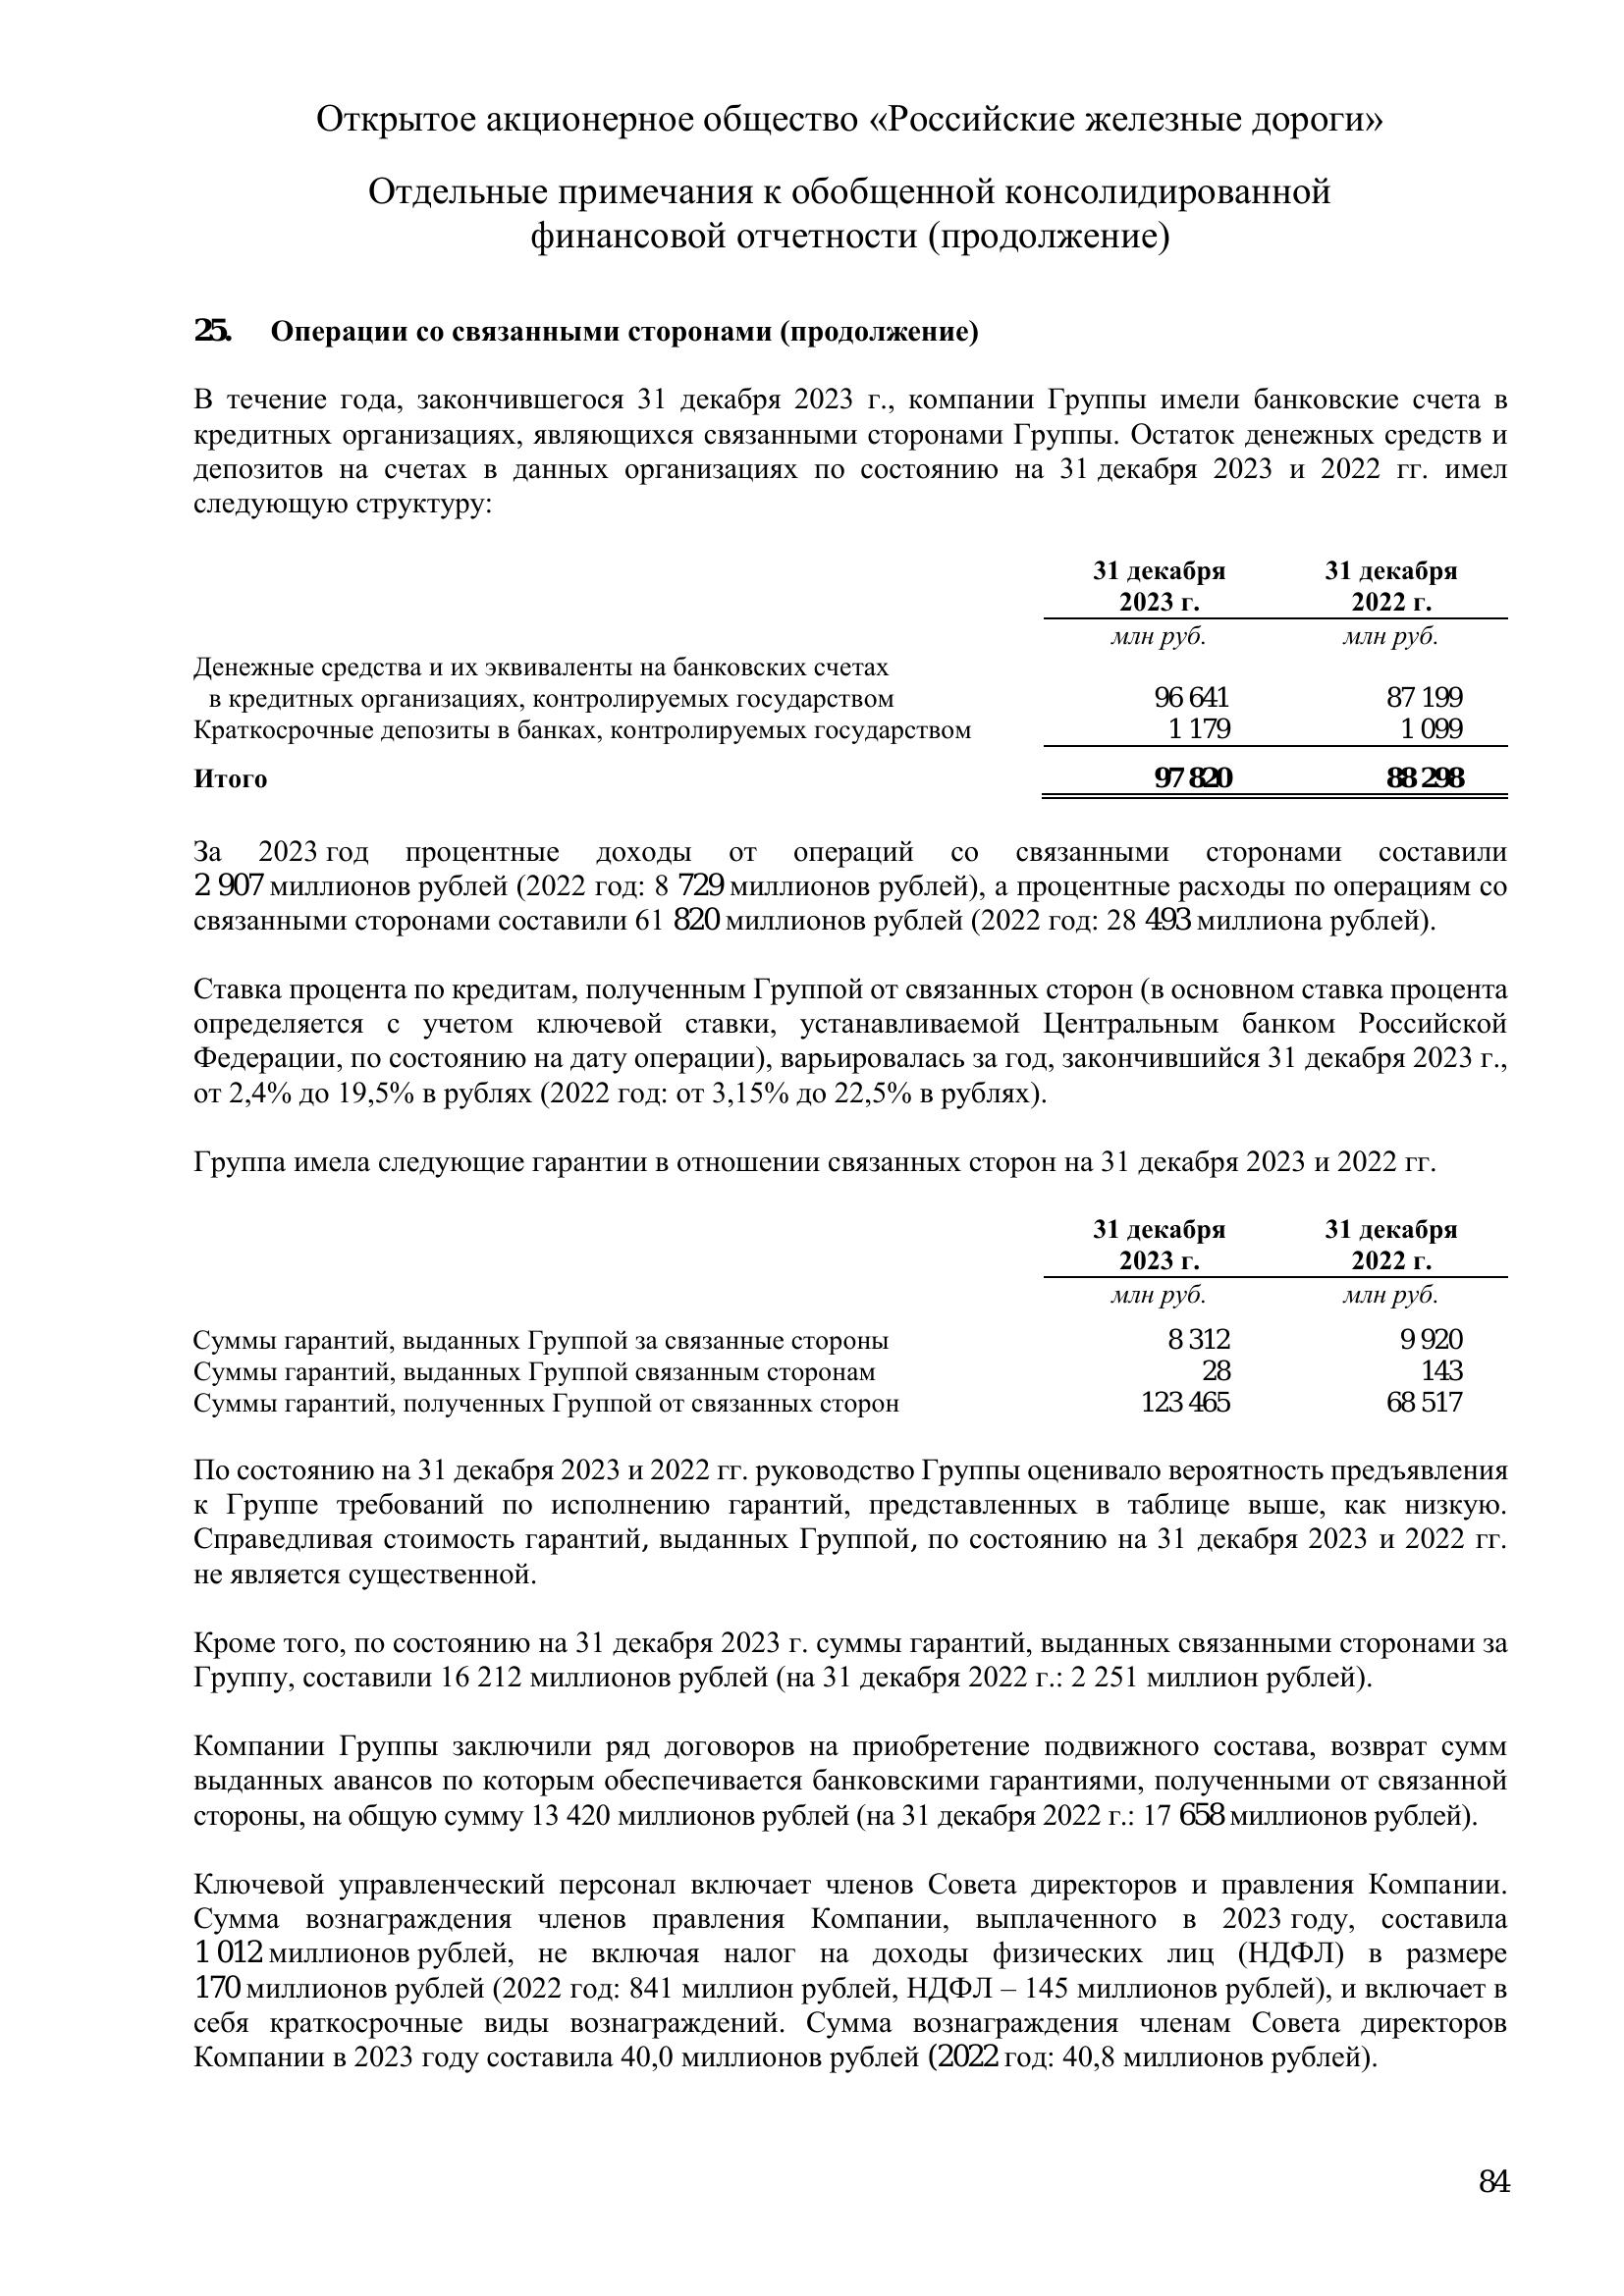 Открытое акционерное общество «Российские железные дороги»
Отдельные примечания к обобщенной консолидированной
финансовой отчетности (продолжение)
25. Операции со связанными сторонами (продолжение)
В течение года, закончившегося 31 декабря 2023 г., компании Группы имели банковские счета в
кредитных организациях, являющихся связанными сторонами Группы. Остаток денежных средств и
депозитов на счетах в данных организациях по состоянию на 31 декабря 2023 и 2022 гг. имел
следующую структуру:
31 декабря 31 декабря
2023 г. 2022 г.
млн руб. млн руб.
Денежные средства и их эквиваленты на банковских счетах
в кредитных организациях, контролируемых государством 96 641 87 199
Краткосрочные депозиты в банках, контролируемых государством 1 179 1 099
Итого 97 820 88 298
За 2023 год процентные доходы от операций со связанными сторонами составили
2 907 миллионов рублей (2022 год: 8 729 миллионов рублей), а процентные расходы по операциям со
связанными сторонами составили 61 820 миллионов рублей (2022 год: 28 493 миллиона рублей).
Ставка процента по кредитам, полученным Группой от связанных сторон (в основном ставка процента
определяется с учетом ключевой ставки, устанавливаемой Центральным банком Российской
Федерации, по состоянию на дату операции), варьировалась за год, закончившийся 31 декабря 2023 г.,
от 2,4% до 19,5% в рублях (2022 год: от 3,15% до 22,5% в рублях).
Группа имела следующие гарантии в отношении связанных сторон на 31 декабря 2023 и 2022 гг.
31 декабря 31 декабря
2023 г. 2022 г.
млн руб. млн руб.
Суммы гарантий, выданных Группой за связанные стороны 8 312 9 920
Суммы гарантий, выданных Группой связанным сторонам 28 143
Суммы гарантий, полученных Группой от связанных сторон 123 465 68 517
По состоянию на 31 декабря 2023 и 2022 гг. руководство Группы оценивало вероятность предъявления
к Группе требований по исполнению гарантий, представленных в таблице выше, как низкую.
Справедливая стоимость гарантий, выданных Группой, по состоянию на 31 декабря 2023 и 2022 гг.
не является существенной.
Кроме того, по состоянию на 31 декабря 2023 г. суммы гарантий, выданных связанными сторонами за
Группу, составили 16 212 миллионов рублей (на 31 декабря 2022 г.: 2 251 миллион рублей).
Компании Группы заключили ряд договоров на приобретение подвижного состава, возврат сумм
выданных авансов по которым обеспечивается банковскими гарантиями, полученными от связанной
стороны, на общую сумму 13 420 миллионов рублей (на 31 декабря 2022 г.: 17 658 миллионов рублей).
Ключевой управленческий персонал включает членов Совета директоров и правления Компании.
Сумма вознаграждения членов правления Компании, выплаченного в 2023 году, составила
1 012 миллионов рублей, не включая налог на доходы физических лиц (НДФЛ) в размере
170 миллионов рублей (2022 год: 841 миллион рублей, НДФЛ – 145 миллионов рублей), и включает в
себя краткосрочные виды вознаграждений. Сумма вознаграждения членам Совета директоров
Компании в 2023 году составила 40,0 миллионов рублей (2022 год: 40,8 миллионов рублей).
84